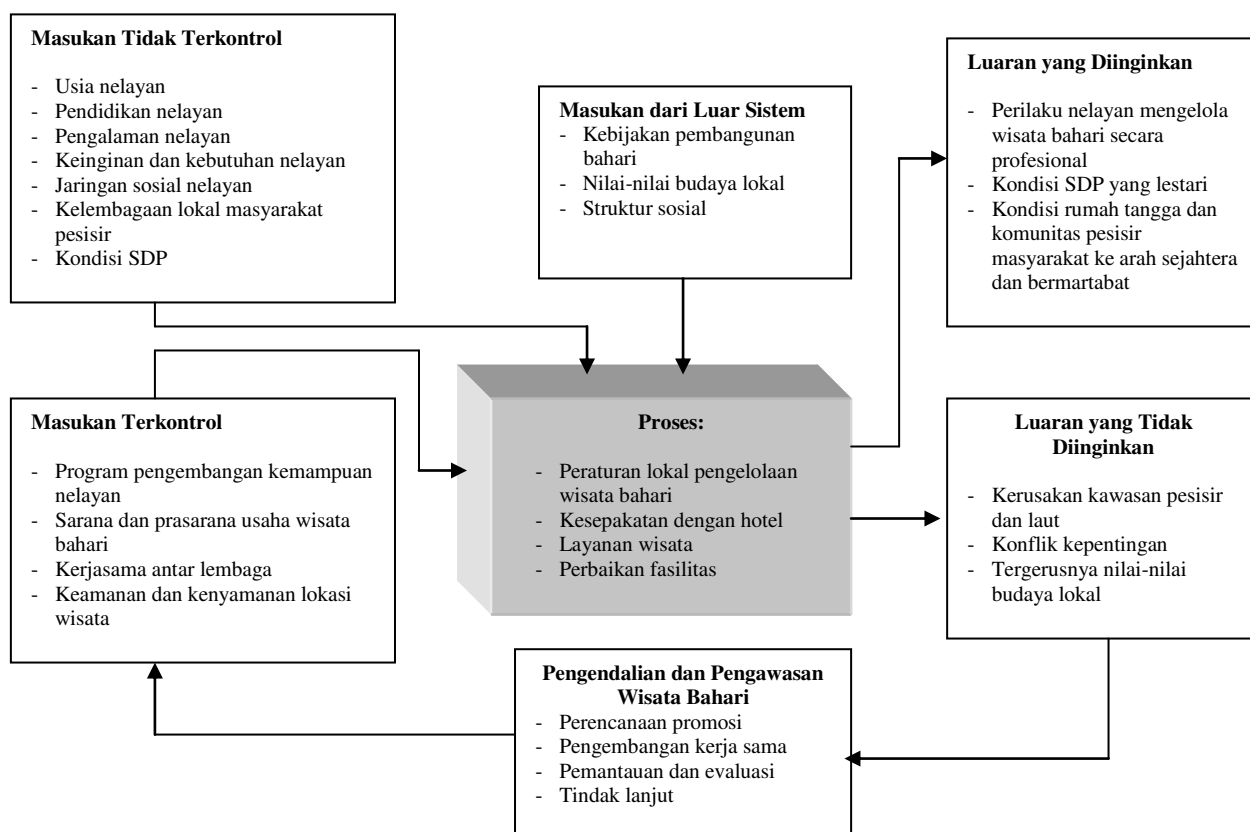 Masukan Tidak Terkontrol
- Usia nelayan
- Pendidikan nelayan
- Pengalaman nelayan
- Keinginan dan kebutuhan nelayan
- Jaringan sosial nelayan
- Kelembagaan lokal masyarakat
pesisir
- Kondisi SDP
Masukan dari Luar Sistem
- Kebijakan pembangunan
bahari
- Nilai-nilai budaya lokal
- Struktur sosial
Luaran yang Diinginkan
- Perilaku nelayan mengelola
wisata bahari secara
profesional
- Kondisi SDP yang lestari
- Kondisi rumah tangga dan
komunitas pesisir
masyarakat ke arah sejahtera
dan bermartabat
Masukan Terkontrol
- Program pengembangan kemampuan
nelayan
- Sarana dan prasarana usaha wisata
bahari
- Kerjasama antar lembaga
- Keamanan dan kenyamanan lokasi
wisata
Proses:
- Peraturan lokal pengelolaan
wisata bahari
- Kesepakatan dengan hotel
- Layanan wisata
- Perbaikan fasilitas
Luaran yang Tidak
Diinginkan
- Kerusakan kawasan pesisir
dan laut
- Konflik kepentingan
- Tergerusnya nilai-nilai
budaya lokal
Pengendalian dan Pengawasan
Wisata Bahari
- Perencanaan promosi
- Pengembangan kerja sama
- Pemantauan dan evaluasi
- Tindak lanjut